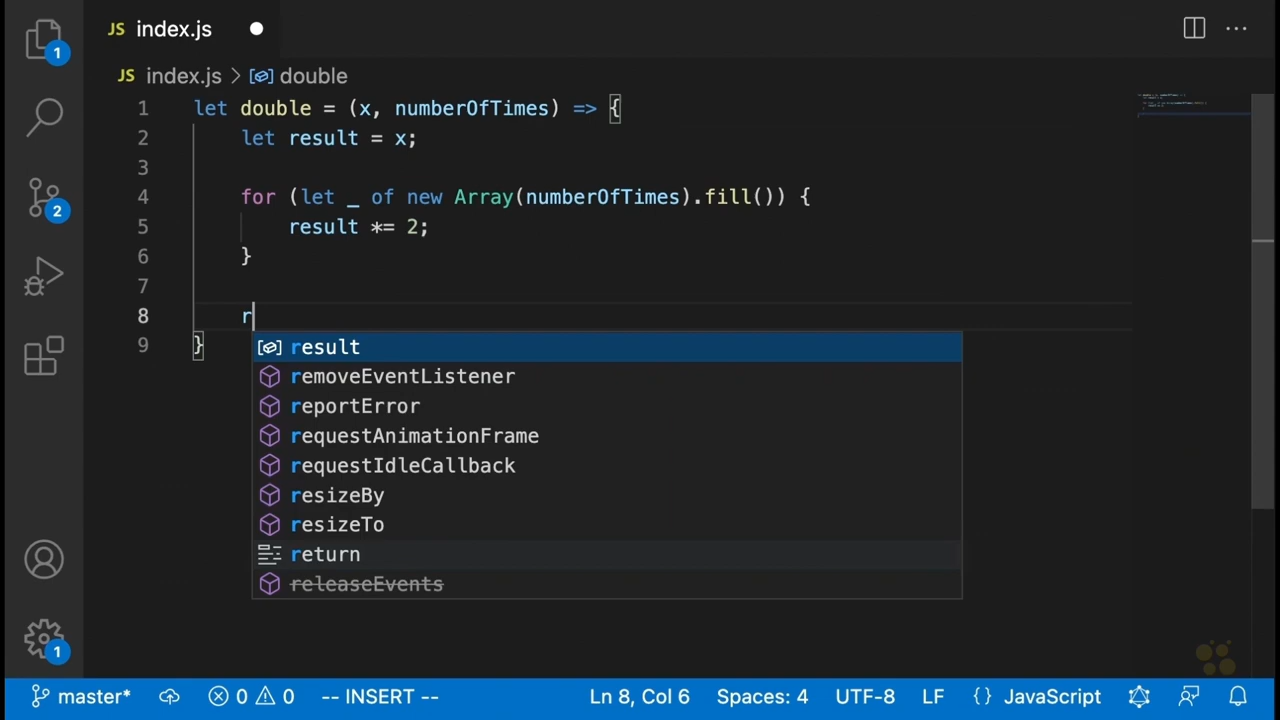 JS index.js
JS index.js > double
1 let double = (x, numberOfTimes) => {
2 let result = x;
3
4 for (let _ of new Array(numberOfTimes).fill()) {
5 result *= 2;
6 }
7
8 r
9 }
result
removeEventListener
reportError
requestAnimationFrame
requestIdleCallback
resizeBy
resizeTo
return
releaseEvents
1
2
1
master* 0 0 -- INSERT -- Ln 8, Col 6 Spaces: 4 UTF-8 LF {} JavaScript